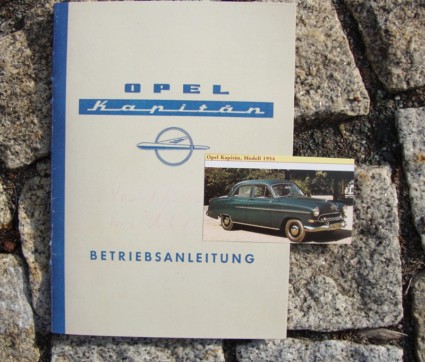 OPEL
Kapitän
Opel Kapitän, Modell 1954
BETRIEBSANLEITUNG